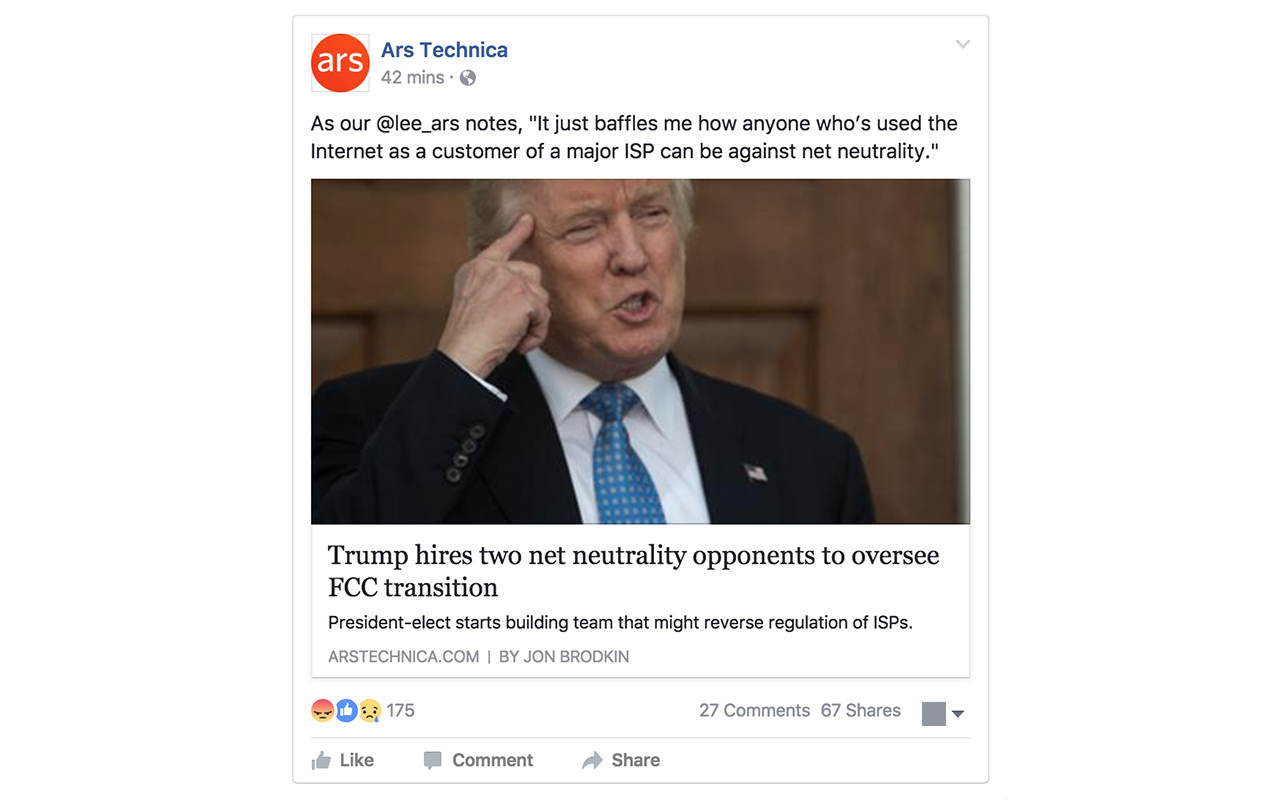 ars
Ars Technica
42 mins ·
As our @lee_ars notes, "It just baffles me how anyone who’s used the
Internet as a customer of a major ISP can be against net neutrality."
Trump hires two net neutrality opponents to oversee
FCC transition
President-elect starts building team that might reverse regulation of ISPs.
ARSTECHNICA.COM | BY JON BRODKIN
175 27 Comments 67 Shares
Like Comment Share